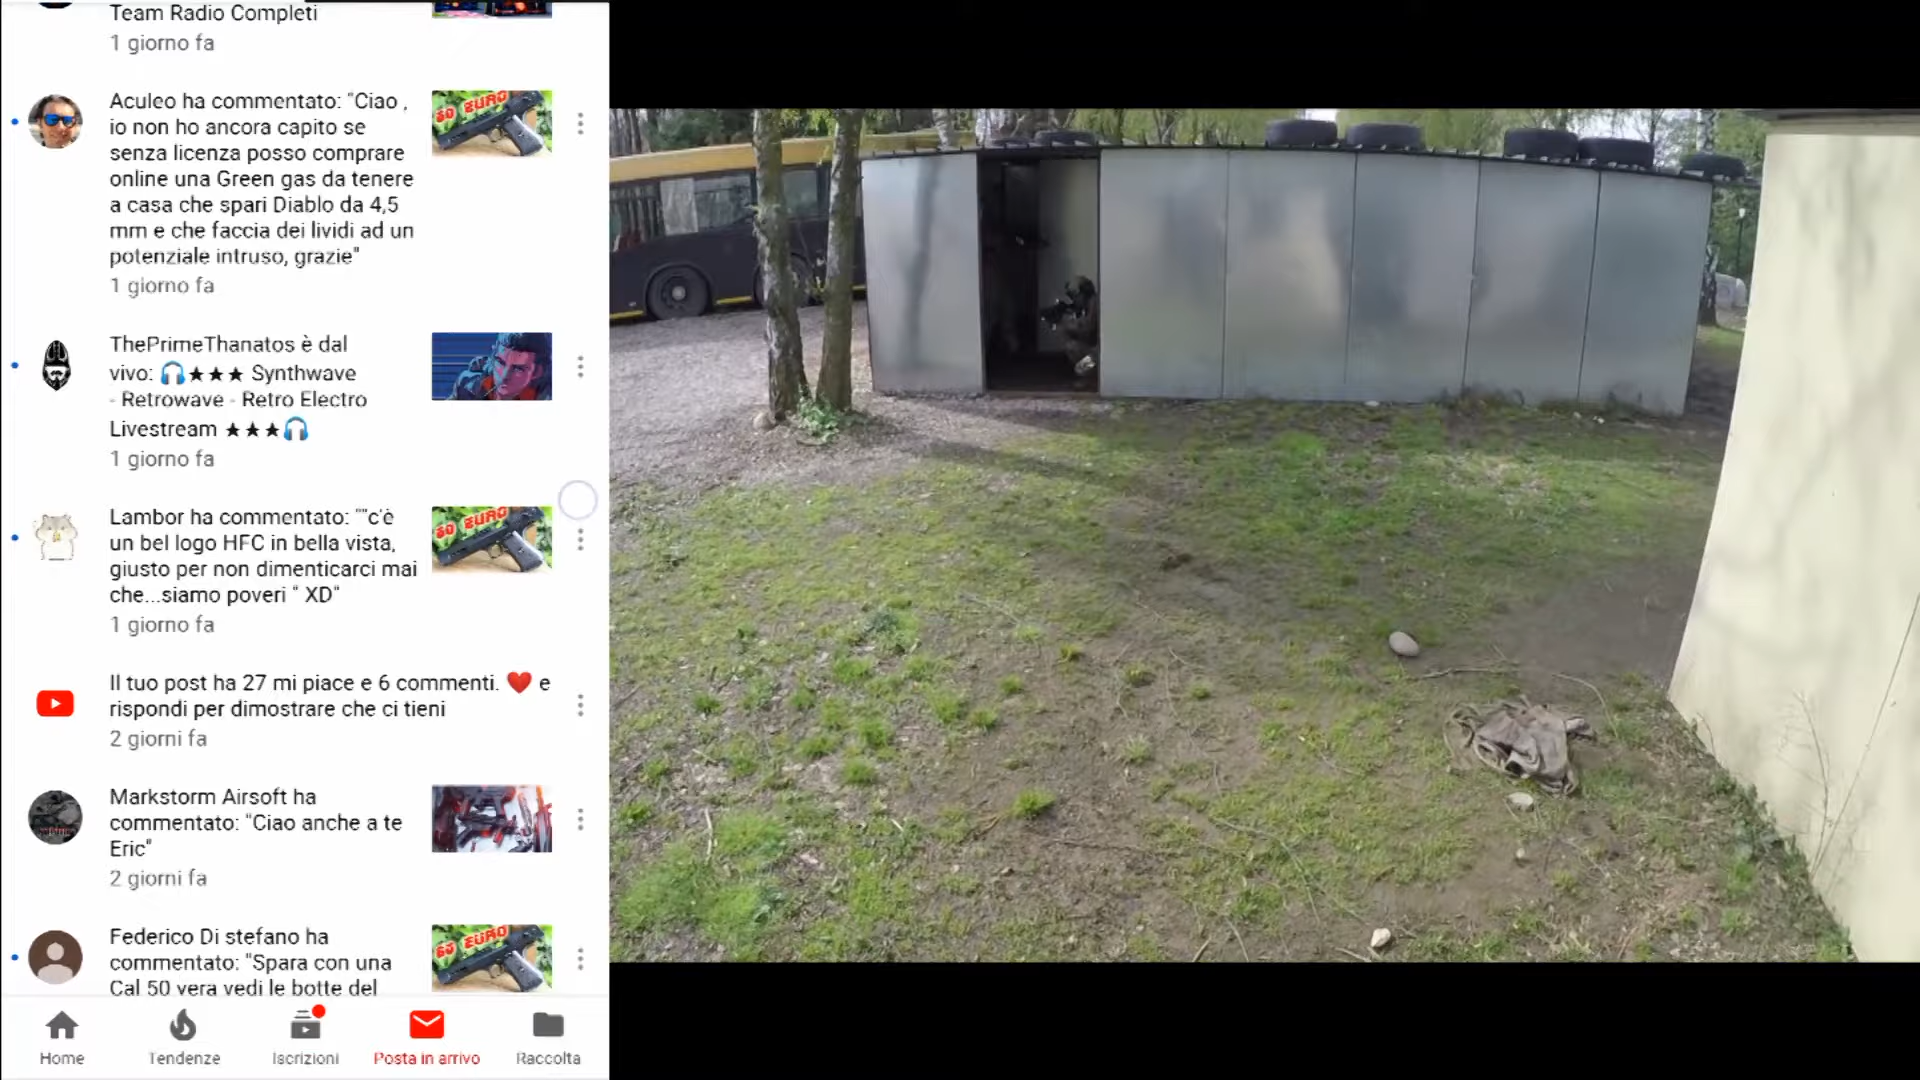 Team Radio Completi
1 giorno fa
Aculeo ha commentato: "Ciao ,
io non ho ancora capito se
senza licenza posso comprare
online una Green gas da tenere
a casa che spari Diablo da 4,5
mm e che faccia dei lividi ad un
potenziale intruso, grazie"
1 giorno fa
60 EURO
ThePrimeThanatos è dal
vivo: 🎧★★★ Synthwave
- Retrowave - Retro Electro
Livestream ★★★🎧
1 giorno fa
Lambor ha commentato: ""c'è
un bel logo HFC in bella vista,
giusto per non dimenticarci mai
che...siamo poveri " XD"
1 giorno fa
60 EURO
Il tuo post ha 27 mi piace e 6 commenti. ❤️ e
rispondi per dimostrare che ci tieni
2 giorni fa
Markstorm Airsoft ha
commentato: "Ciao anche a te
Eric"
2 giorni fa
Federico Di stefano ha
commentato: "Spara con una
Cal 50 vera vedi le botte del
60 EURO
Home
Tendenze
Iscrizioni
Posta in arrivo
Raccolta